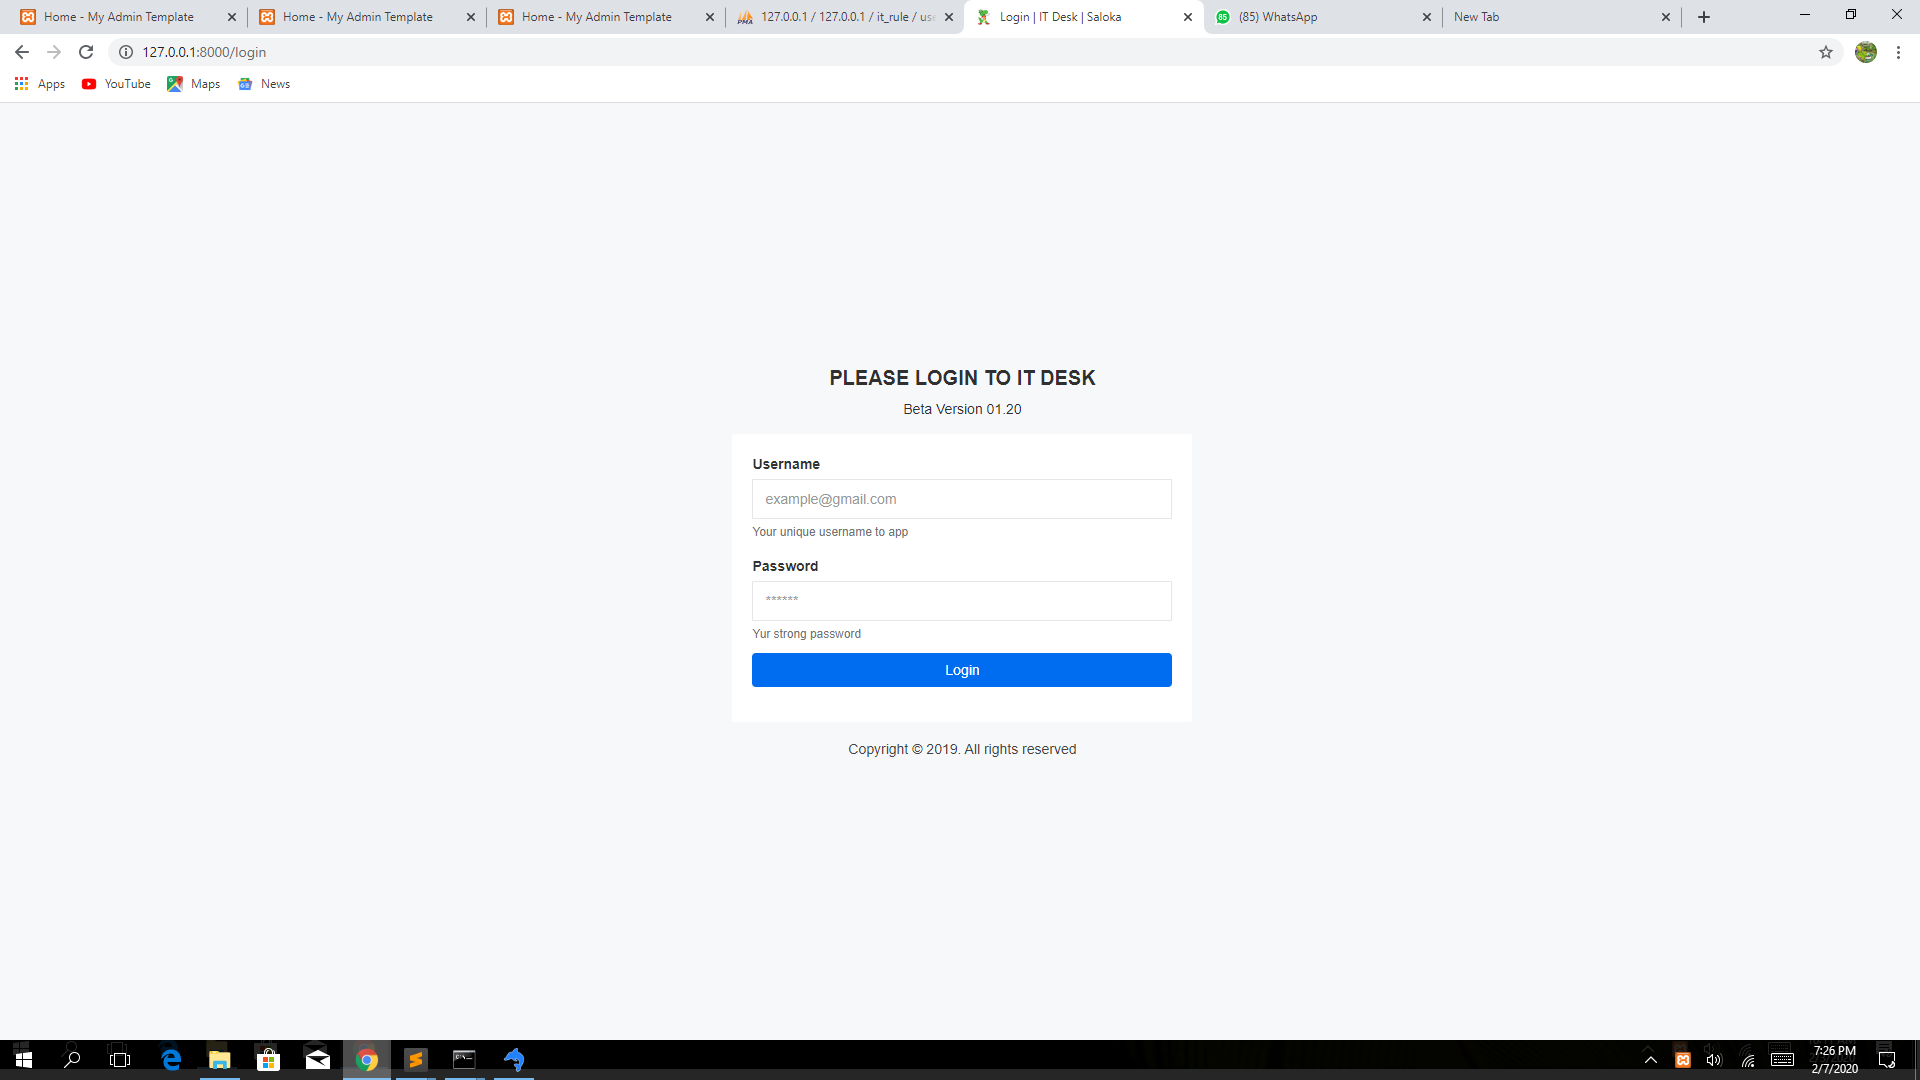 Home - My Admin Template
Home - My Admin Template
Home - My Admin Template
127.0.0.1 / 127.0.0.1 / it_rule / use
Login | IT Desk | Saloka
(85) WhatsApp
New Tab
127.0.0.1:8000/login
Apps
YouTube
Maps
News
PLEASE LOGIN TO IT DESK
Beta Version 01.20
Username
example@gmail.com
Your unique username to app
Password
******
Yur strong password
Login
Copyright © 2019. All rights reserved
7:26 PM
2/7/2020